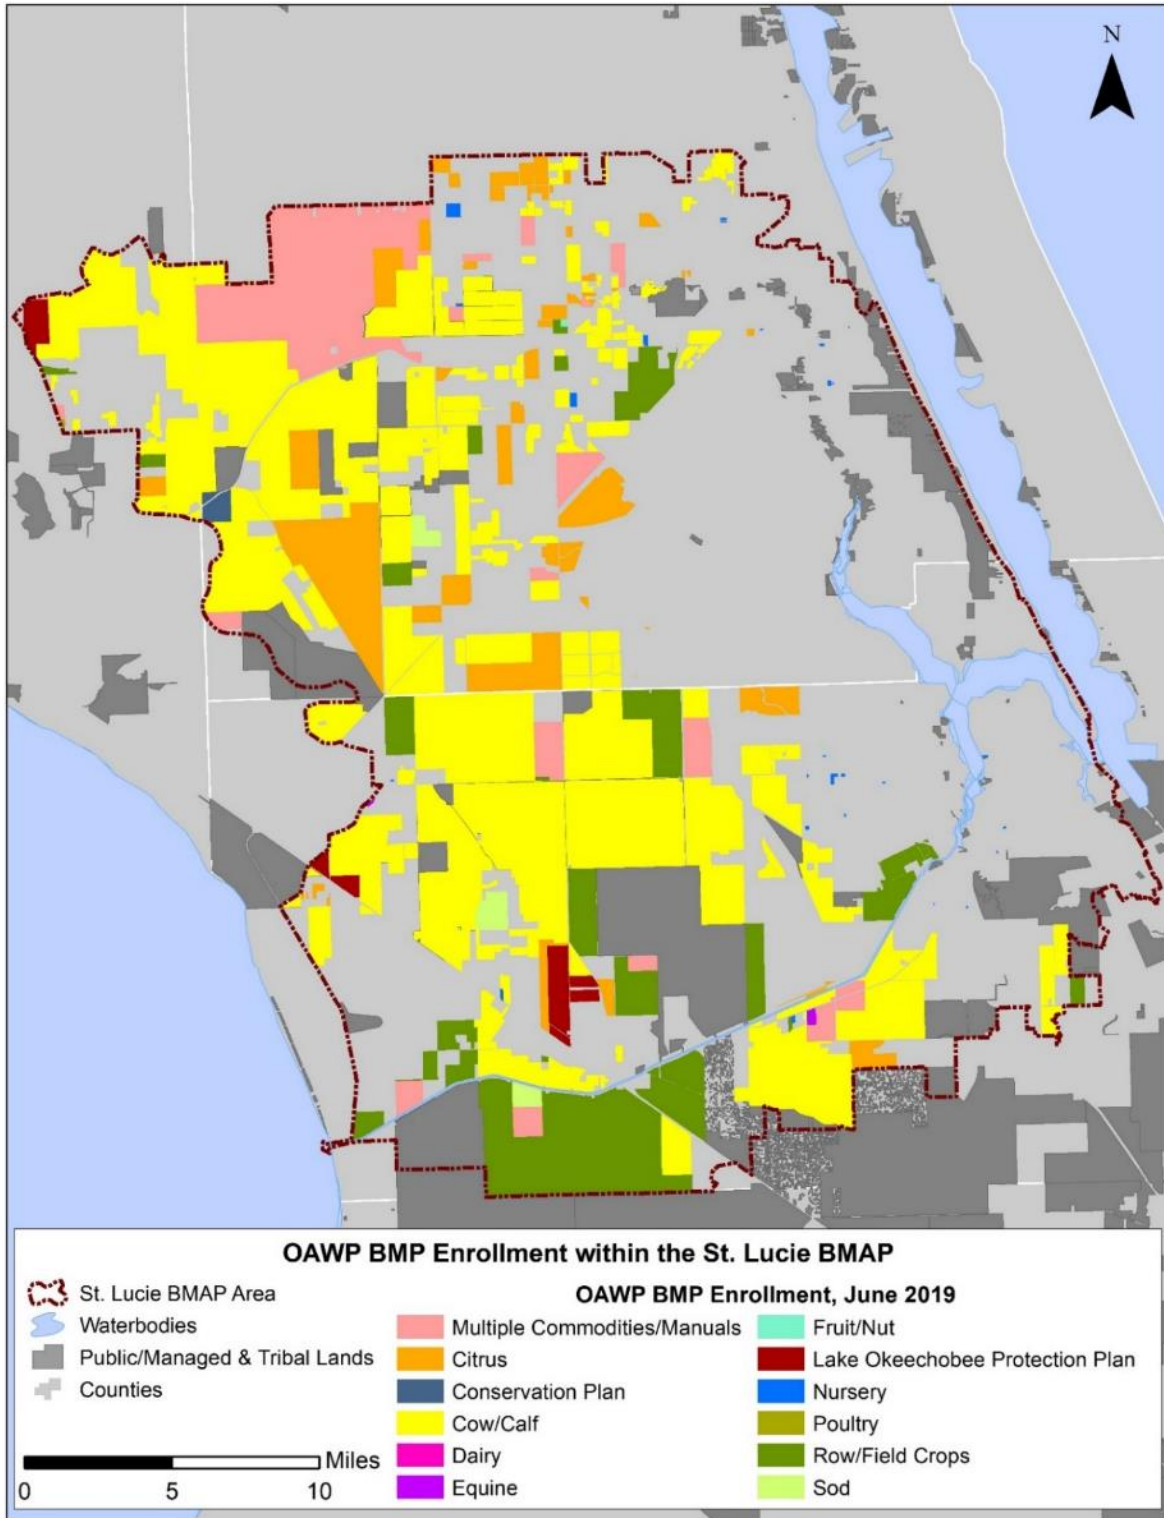 N
OAWP BMP Enrollment within the St. Lucie BMAP
St. Lucie BMAP Area
Waterbodies
Public/Managed & Tribal Lands
Counties
Miles
0 5 10
OAWP BMP Enrollment, June 2019
Multiple Commodities/Manuals
Citrus
Conservation Plan
Cow/Calf
Dairy
Equine
Fruit/Nut
Lake Okeechobee Protection Plan
Nursery
Poultry
Row/Field Crops
Sod